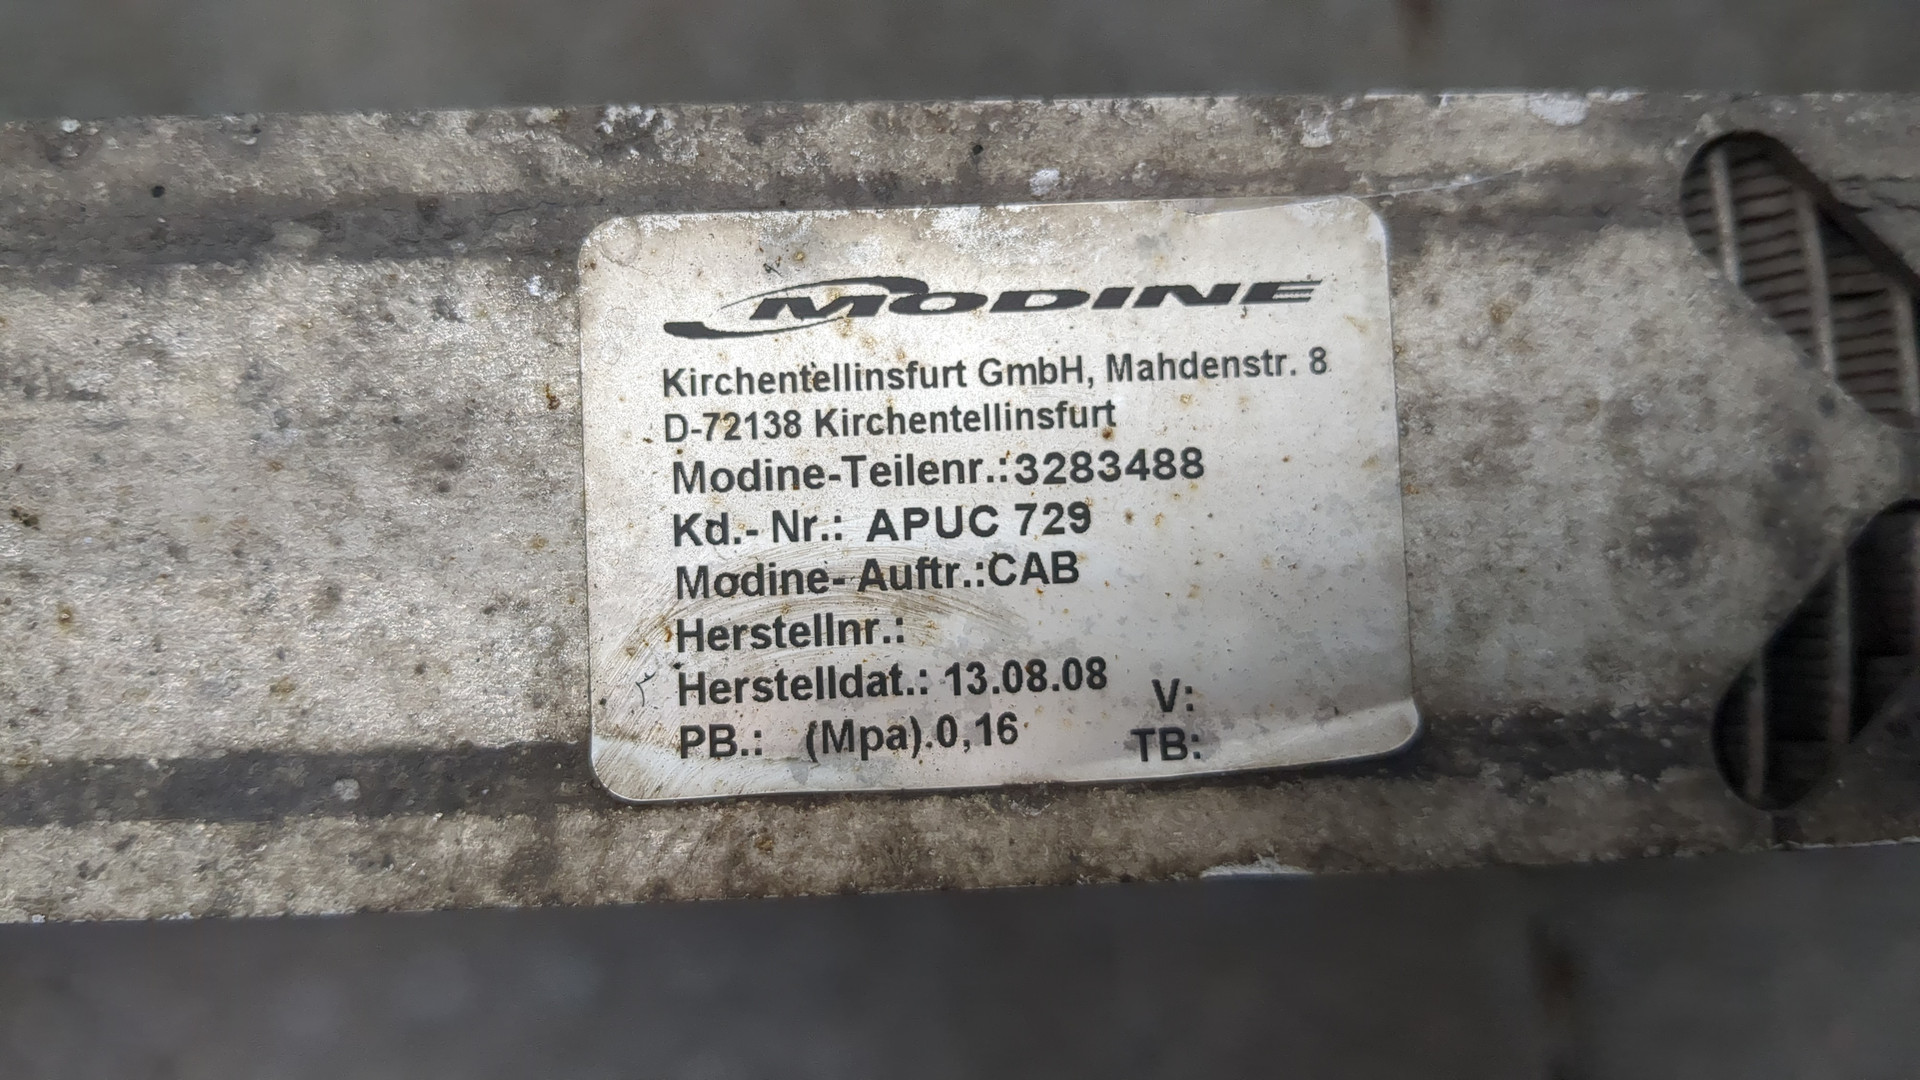 MODINE
Kirchentellinsfurt GmbH, Mahdenstr. 8
D-72138 Kirchentellinsfurt
Modine-Teilenr.:3283488
Kd.- Nr.: APUC 729
Modine- Auftr.:CAB
Herstellnr.:
Herstelldat.: 13.08.08 V:
PB.: (Mpa).0,16 TB: